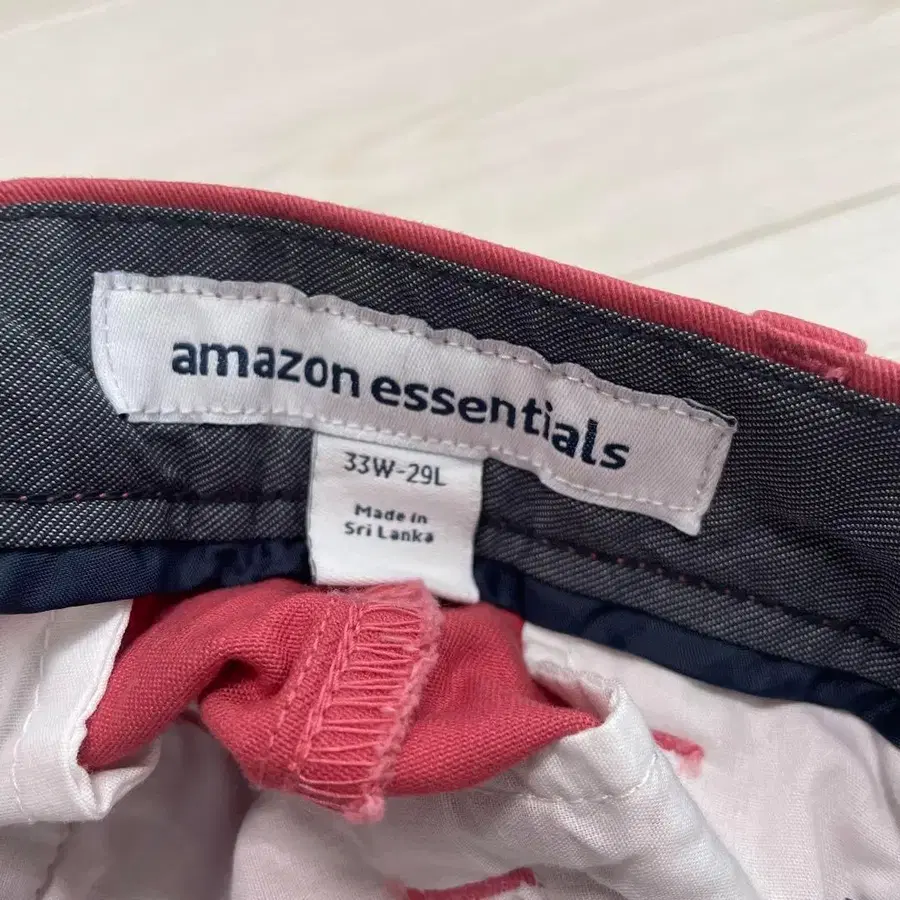 amazon essentials
33W-29L
Made in
Sri Lanka